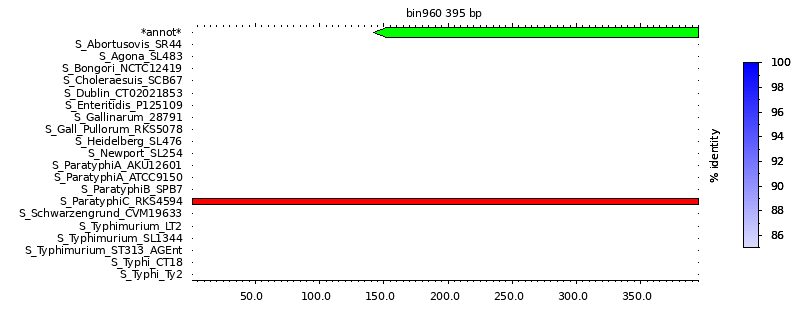 bin960 395 bp
*annot*
S_Abortusovis_SR44
S_Agona_SL483
S_Bongori_NCTC12419
S_Choleraesuis_SCB67
S_Dublin_CT02021853
S_Enteritidis_P125109
S_Gallinarum_28791
S_Gall_Pullorum_RKS5078
S_Heidelberg_SL476
S_Newport_SL254
S_ParatyphiA_AKU12601
S_ParatyphiA_ATCC9150
S_ParatyphiB_SPB7
S_ParatyphiC_RKS4594
S_Schwarzengrund_CVM19633
S_Typhimurium_LT2
S_Typhimurium_SL1344
S_Typhimurium_ST313_AGEnt
S_Typhi_CT18
S_Typhi_Ty2
50.0 100.0 150.0 200.0 250.0 300.0 350.0
% identity
100
98
96
94
92
90
88
86